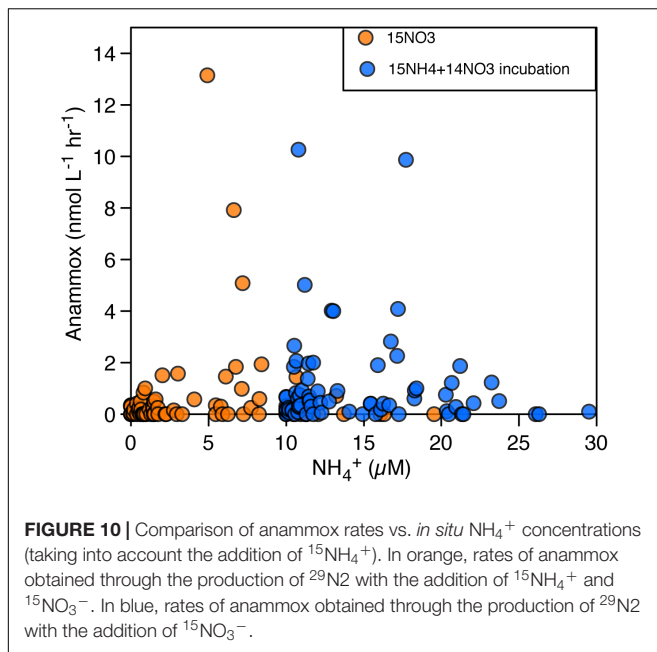 14
12
10
8
6
4
2
0
Anammox (nmol L⁻¹ hr⁻¹)
15NO3
15NH4+14NO3 incubation
0 5 10 15 20 25 30
NH₄⁺ (µM)
FIGURE 10 | Comparison of anammox rates vs. in situ NH₄⁺ concentrations
(taking into account the addition of ¹⁵NH₄⁺). In orange, rates of anammox
obtained through the production of ²⁹N2 with the addition of ¹⁵NH₄⁺ and
¹⁵NO₃⁻. In blue, rates of anammox obtained through the production of ²⁹N2
with the addition of ¹⁵NO₃⁻.